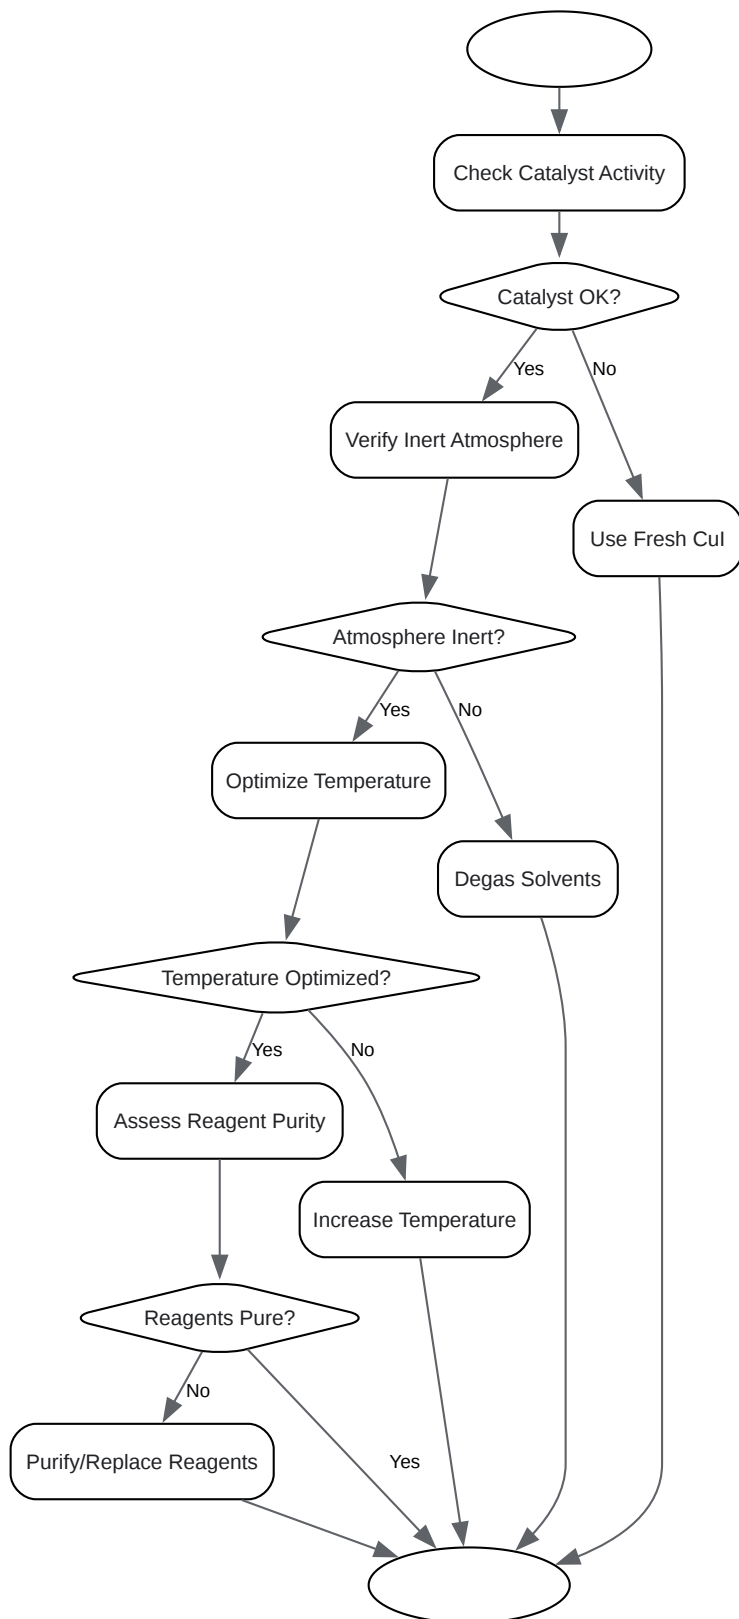 Check Catalyst Activity
Catalyst OK?
Yes
No
Verify Inert Atmosphere
Use Fresh CuI
Atmosphere Inert?
Yes
No
Optimize Temperature
Degas Solvents
Temperature Optimized?
Yes
No
Assess Reagent Purity
Increase Temperature
Reagents Pure?
No
Yes
Purify/Replace Reagents